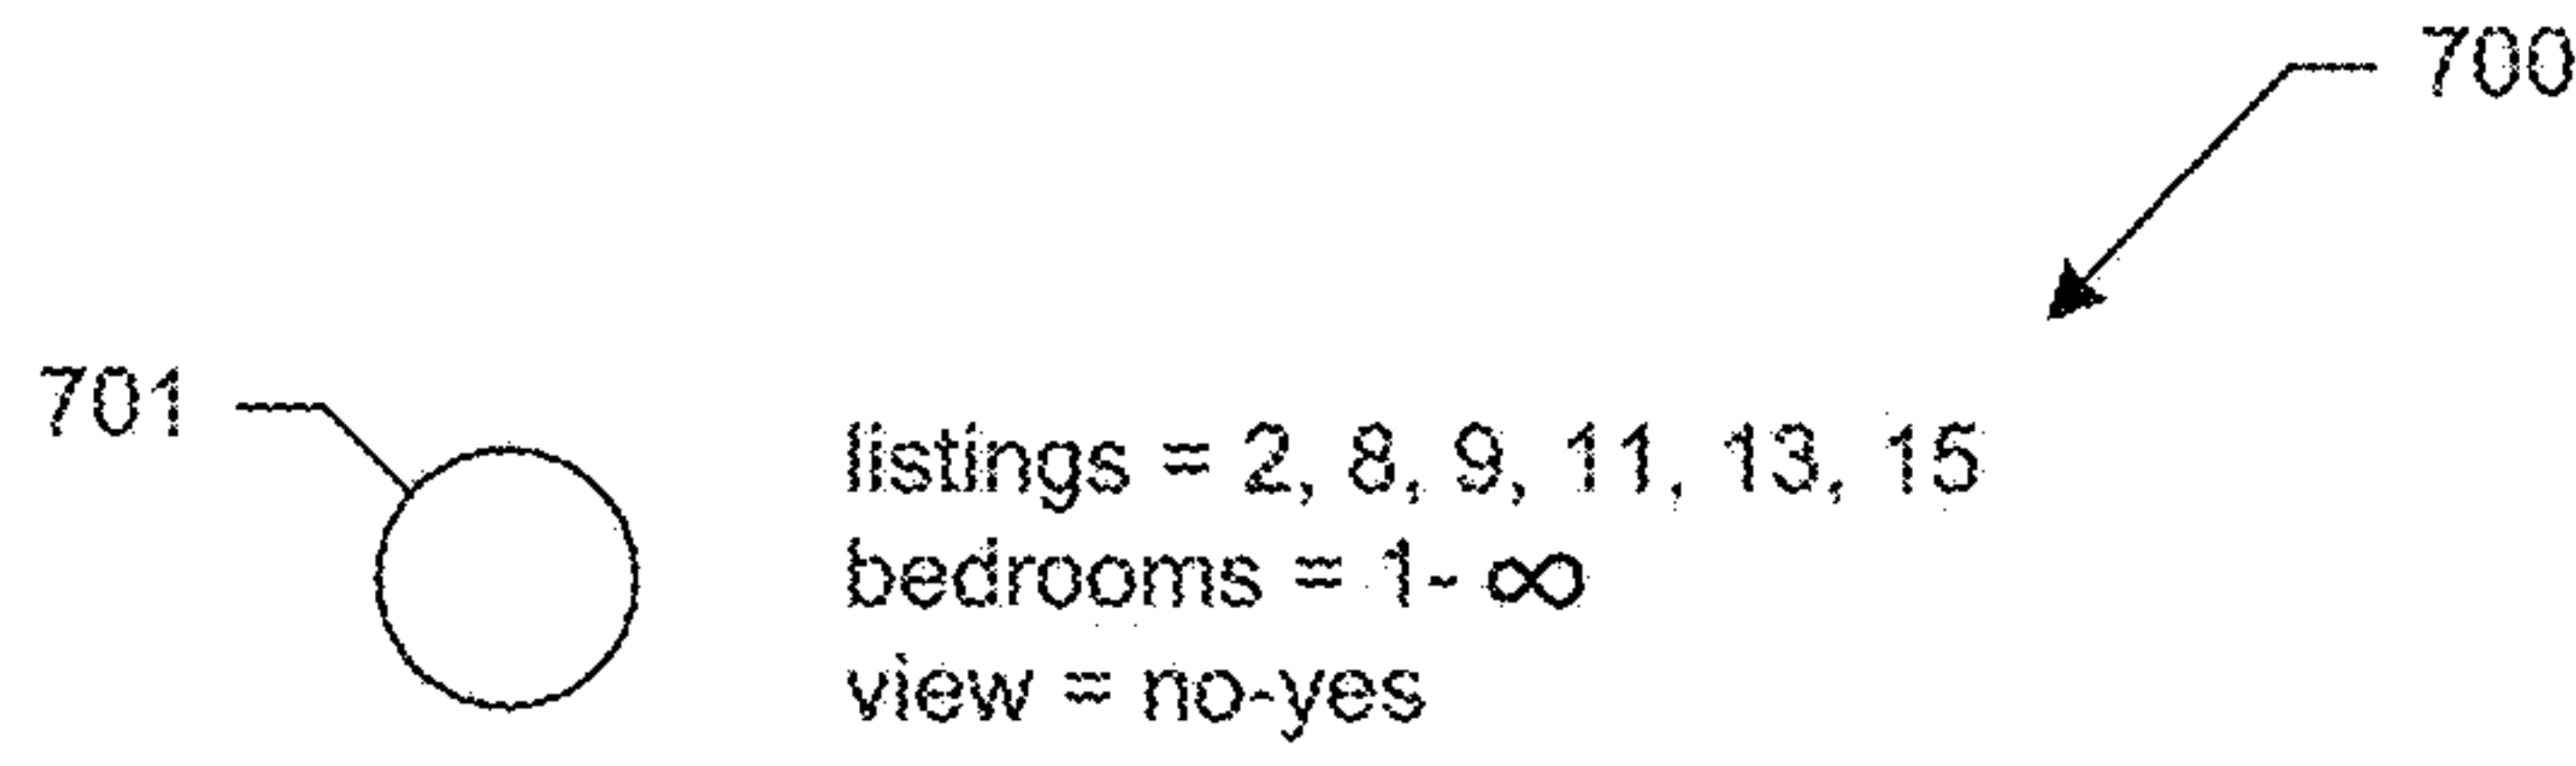 700
701
listings = 2, 8, 9, 11, 13, 15
bedrooms = 1- ∞
view = no-yes